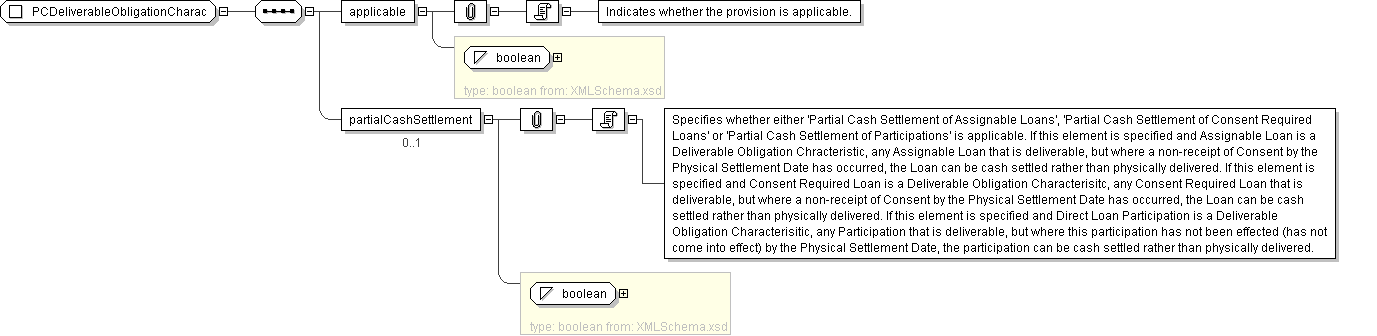 PCDeliverableObligationCharac
applicable
Indicates whether the provision is applicable.
boolean
type: boolean from: XMLSchema.xsd
partialCashSettlement
0..1
Specifies whether either 'Partial Cash Settlement of Assignable Loans', 'Partial Cash Settlement of Consent Required
Loans' or 'Partial Cash Settlement of Participations' is applicable. If this element is specified and Assignable Loan is a
Deliverable Obligation Chracteristic, any Assignable Loan that is deliverable, but where a non-receipt of Consent by the
Physical Settlement Date has occurred, the Loan can be cash settled rather than physically delivered. If this element is
specified and Consent Required Loan is a Deliverable Obligation Characterisitc, any Consent Required Loan that is
deliverable, but where a non-receipt of Consent by the Physical Settlement Date has occurred, the Loan can be cash
settled rather than physically delivered. If this element is specified and Direct Loan Participation is a Deliverable
Obligation Characterisitic, any Participation that is deliverable, but where this participation has not been effected (has not
come into effect) by the Physical Settlement Date, the participation can be cash settled rather than physically delivered.
boolean
type: boolean from: XMLSchema.xsd